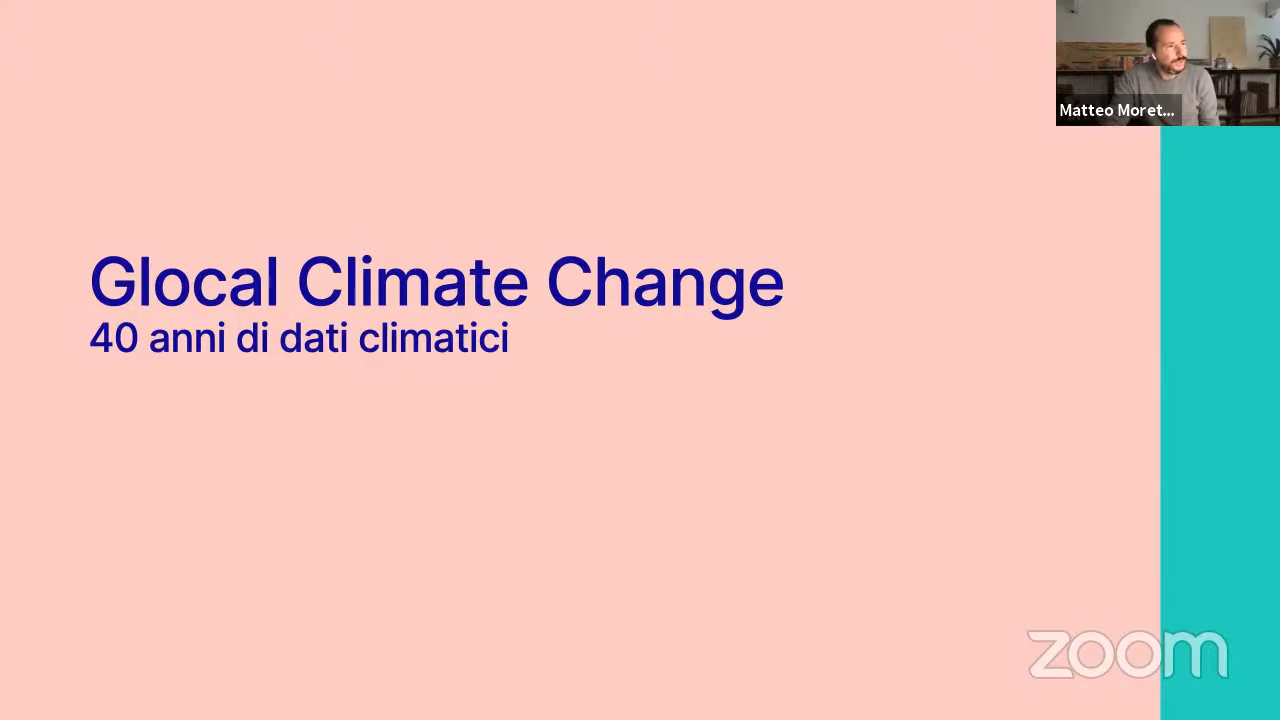 Matteo Moret...
Glocal Climate Change
40 anni di dati climatici
zoom